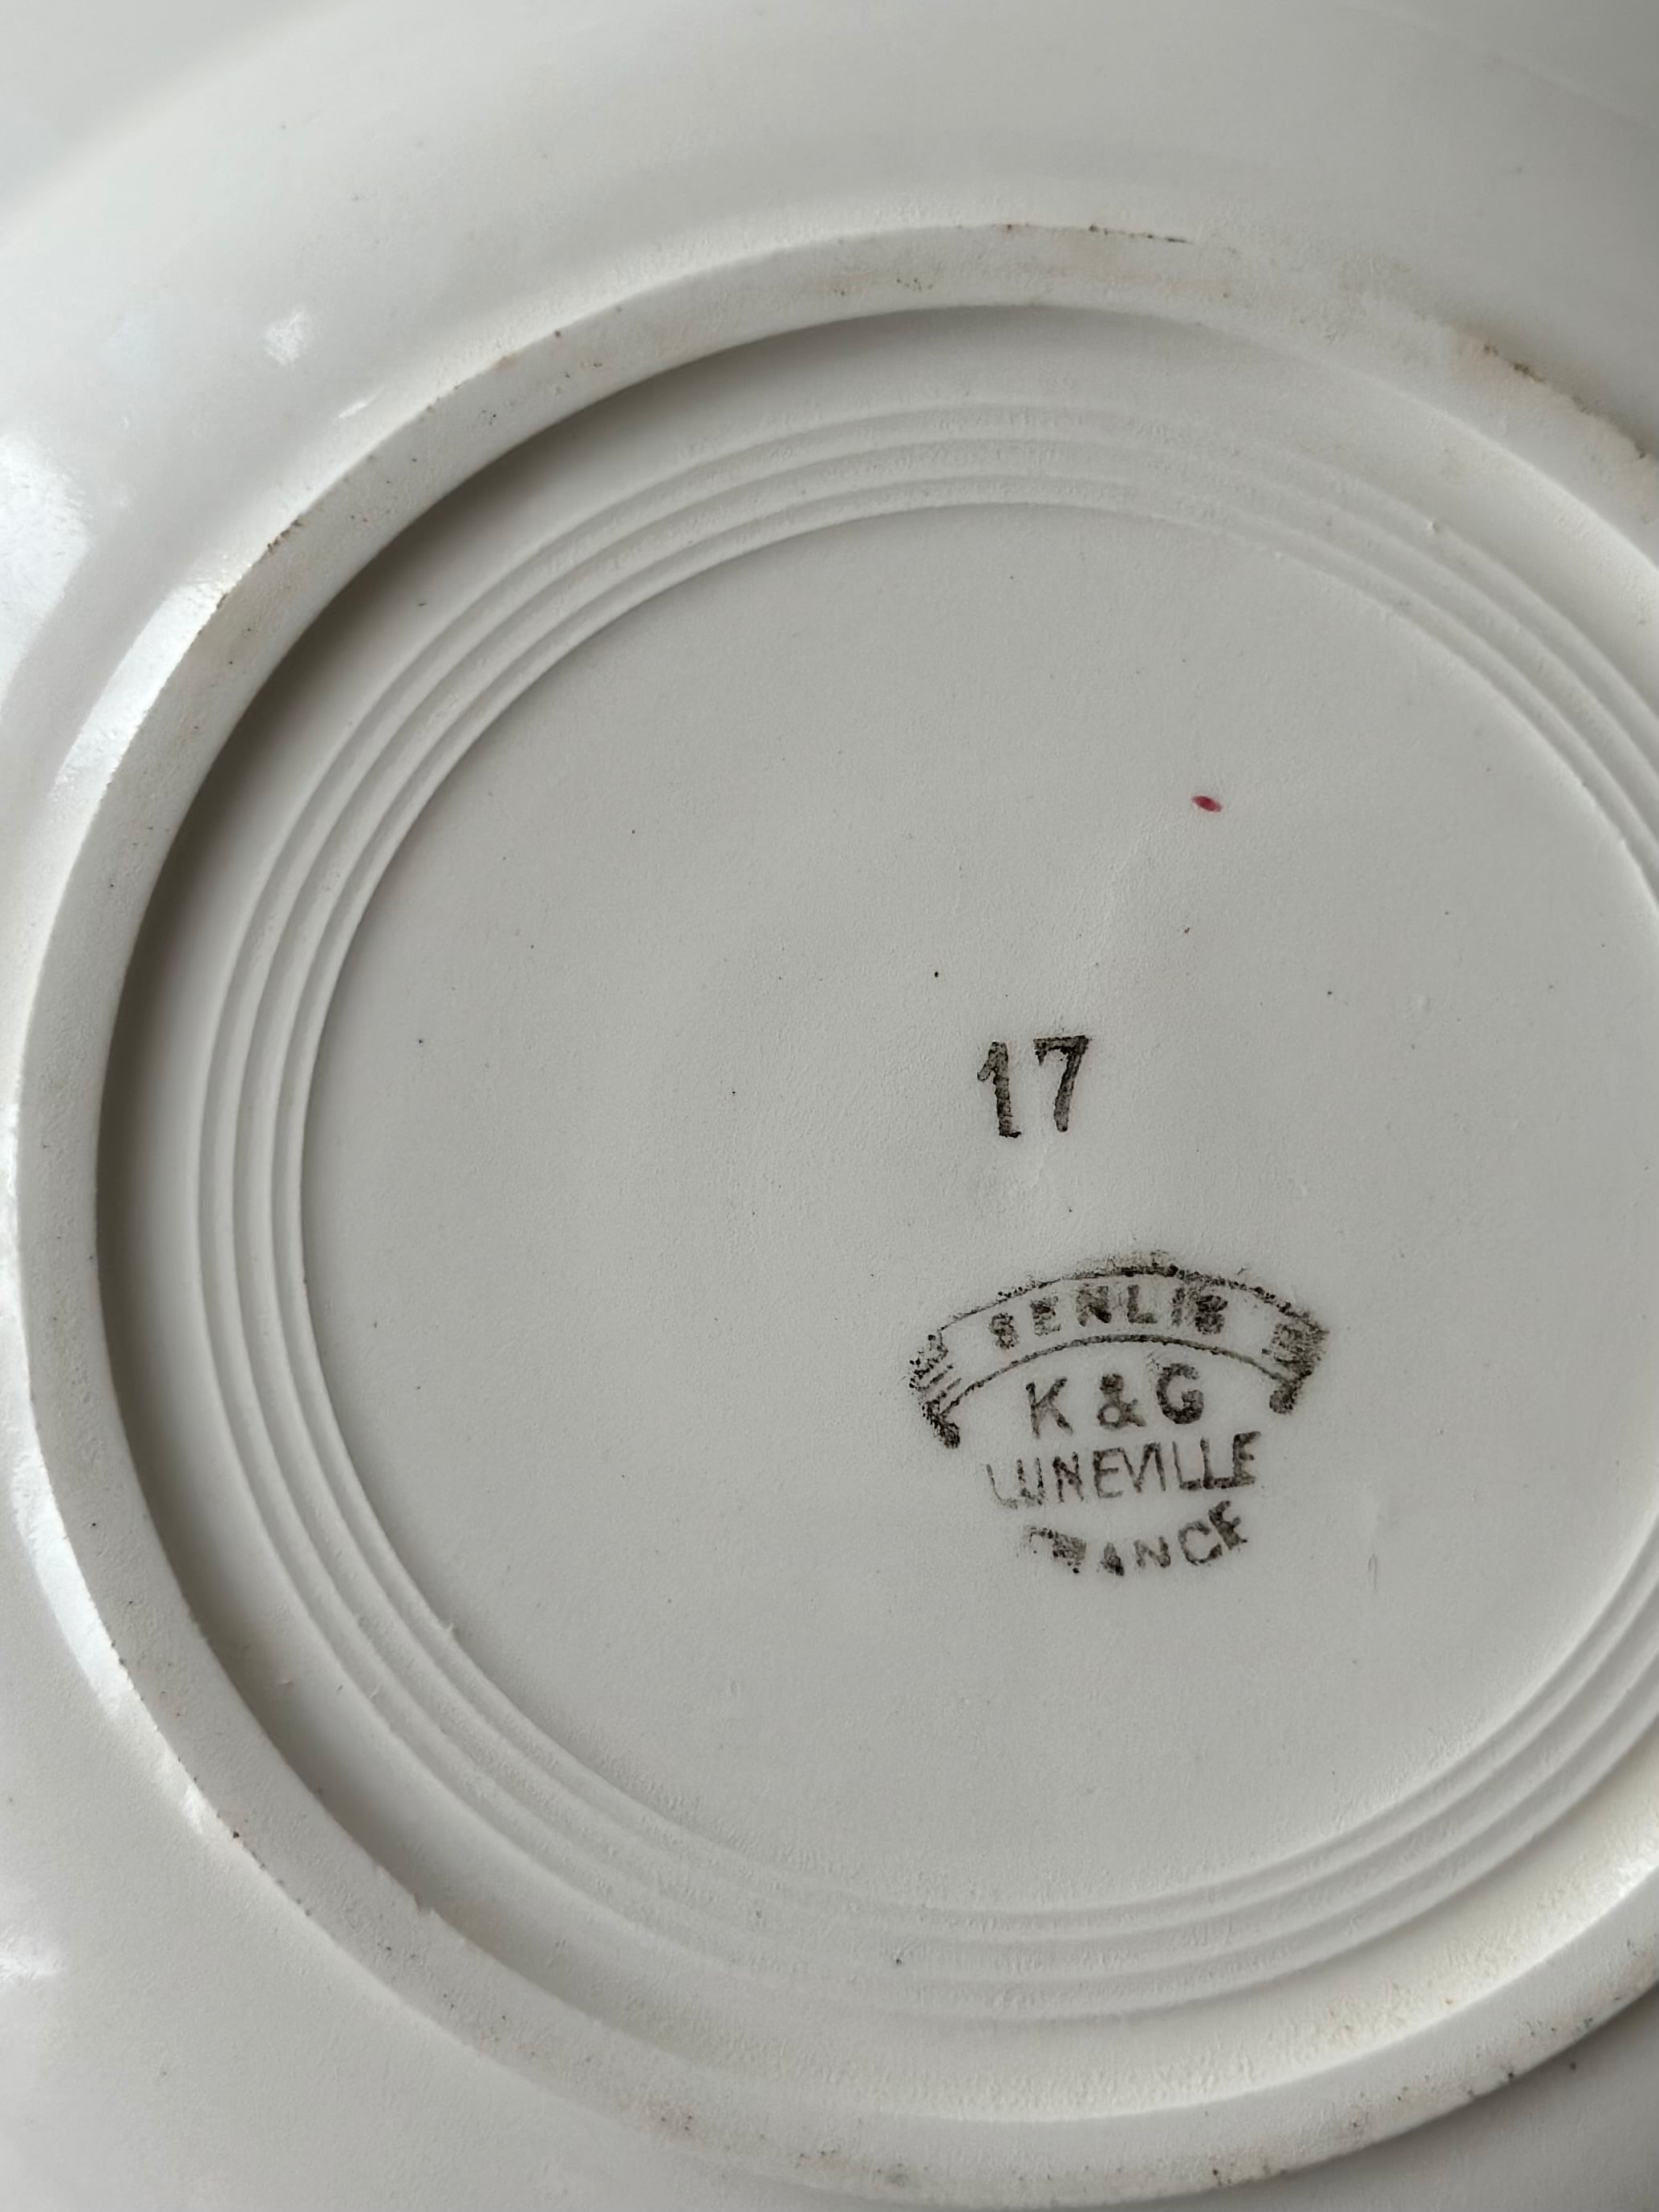 17
SENLIS
K & G
LUNEVILLE
FRANCE